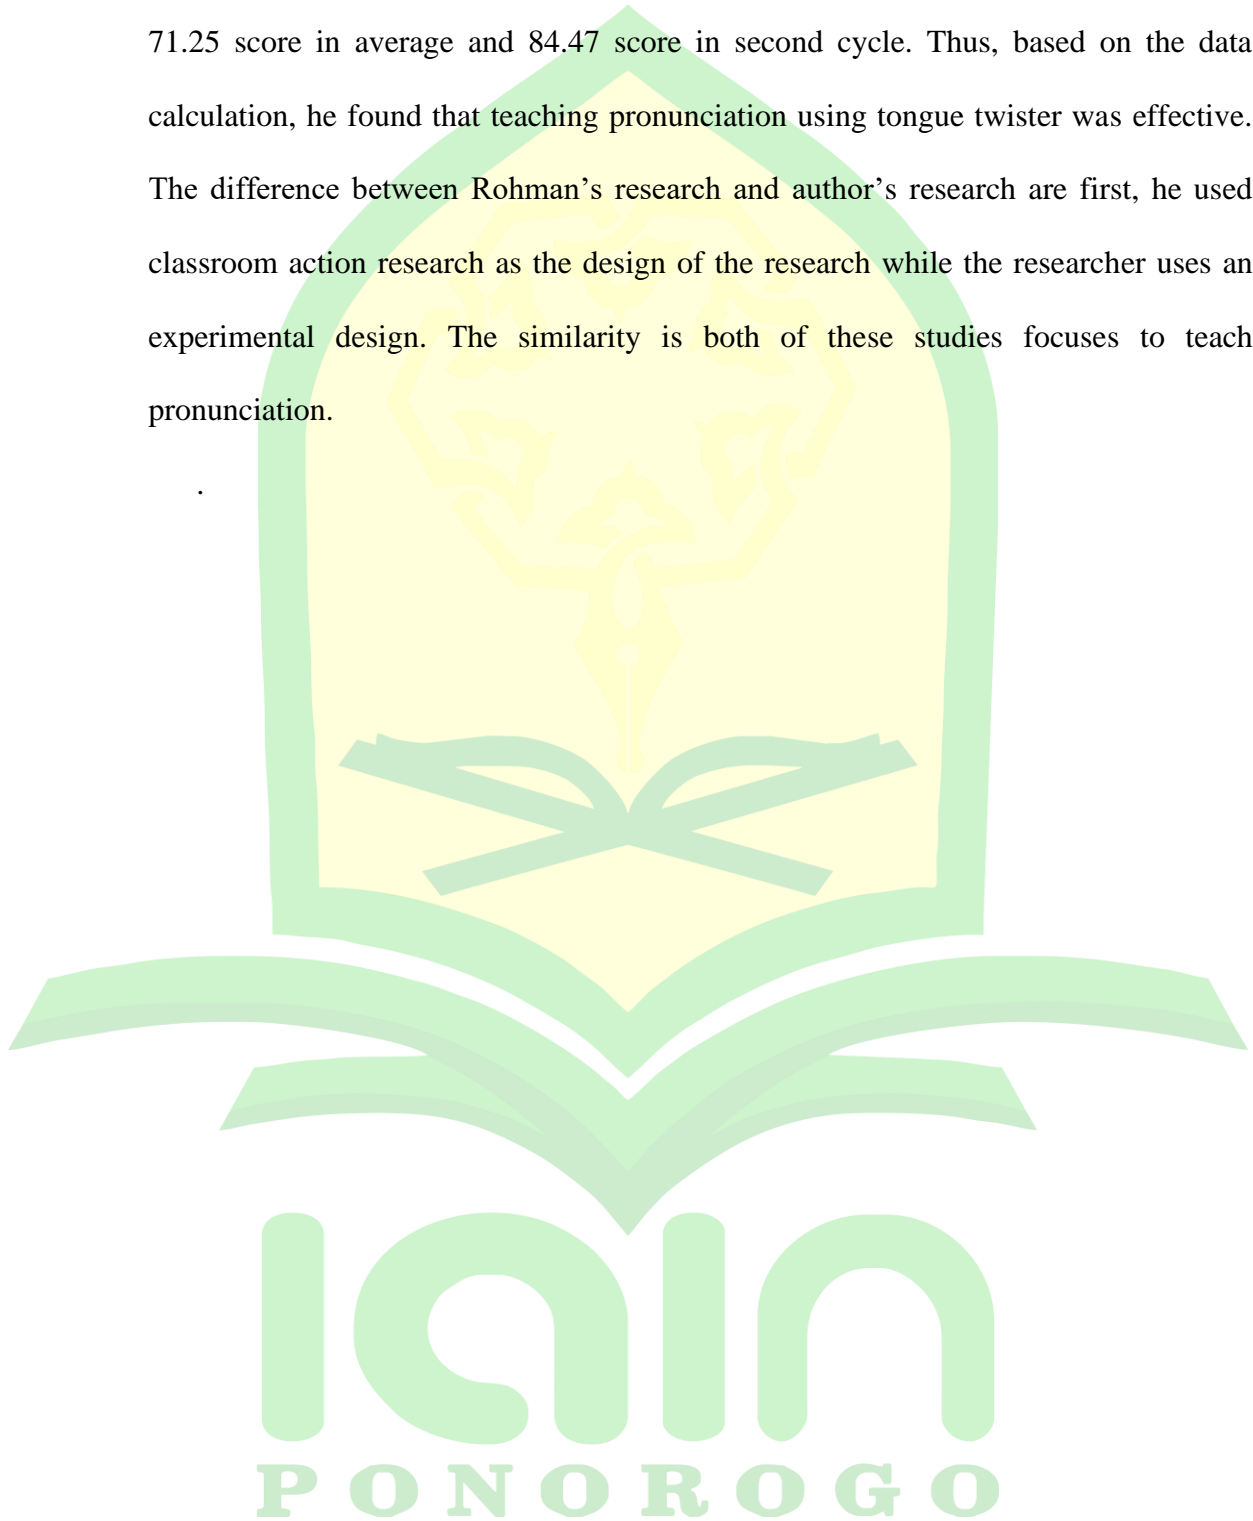 71.25 score in average and 84.47 score in second cycle. Thus, based on the data
calculation, he found that teaching pronunciation using tongue twister was effective.
The difference between Rohman’s research and author’s research are first, he used
classroom action research as the design of the research while the researcher uses an
experimental design. The similarity is both of these studies focuses to teach
pronunciation.
.
IAIN
PONOROGO